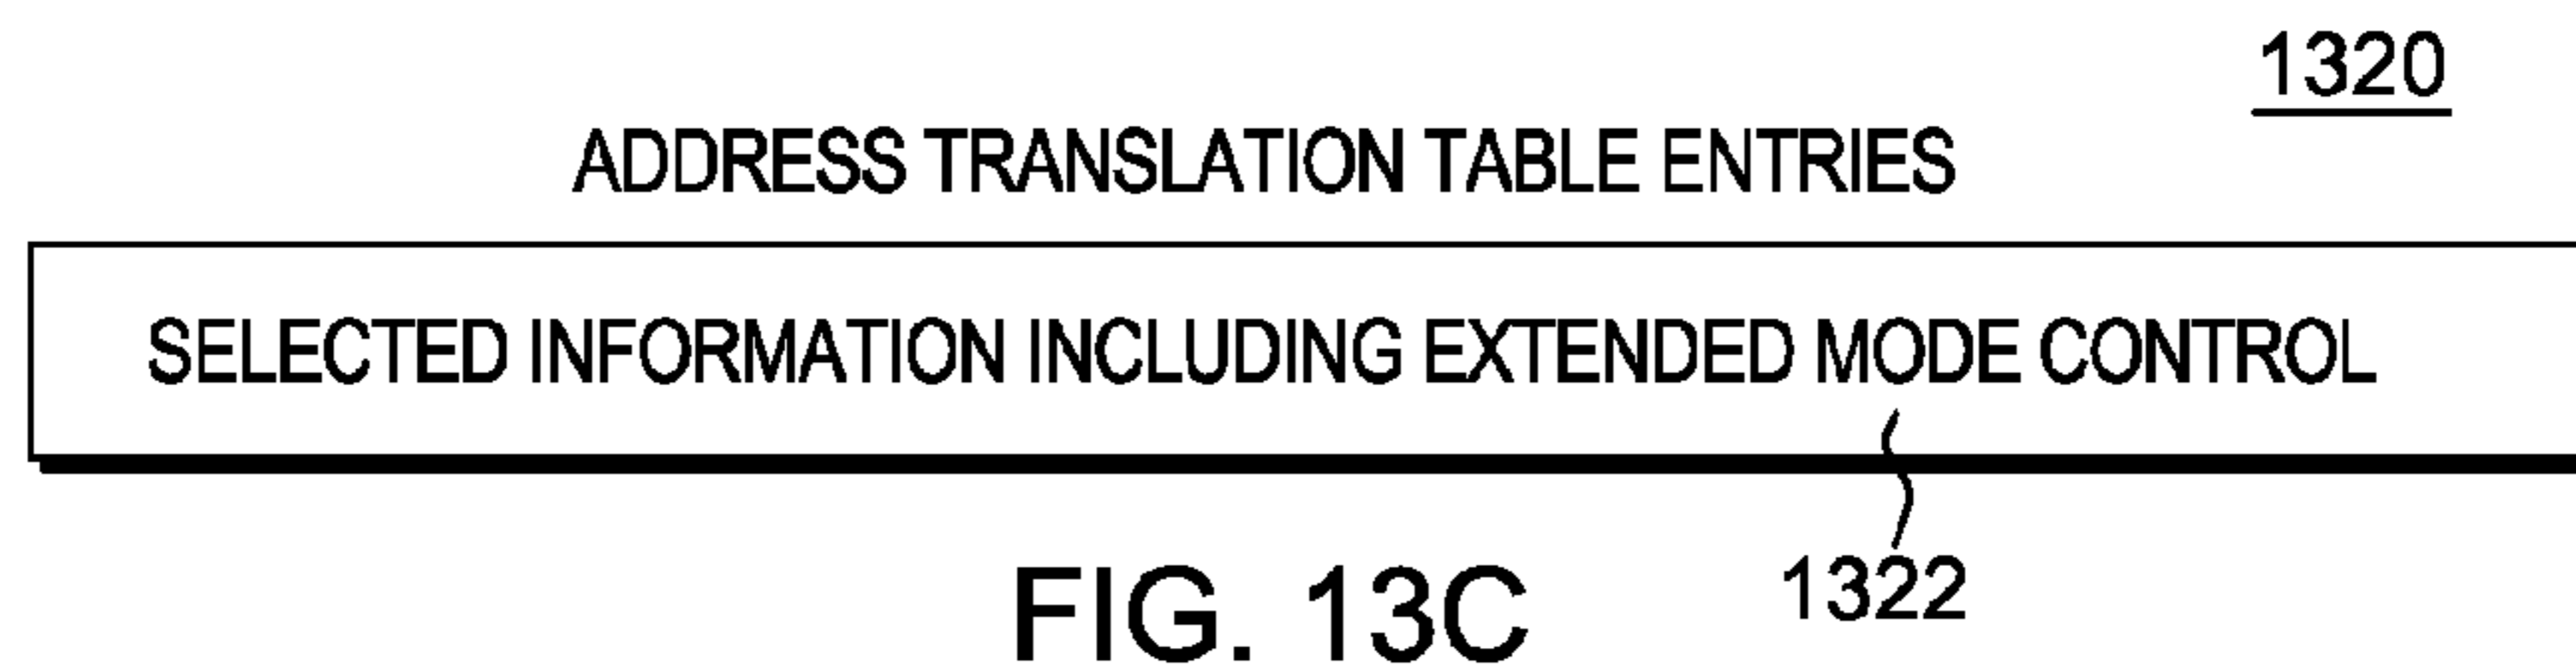 1320
ADDRESS TRANSLATION TABLE ENTRIES
SELECTED INFORMATION INCLUDING EXTENDED MODE CONTROL
1322
FIG. 13C